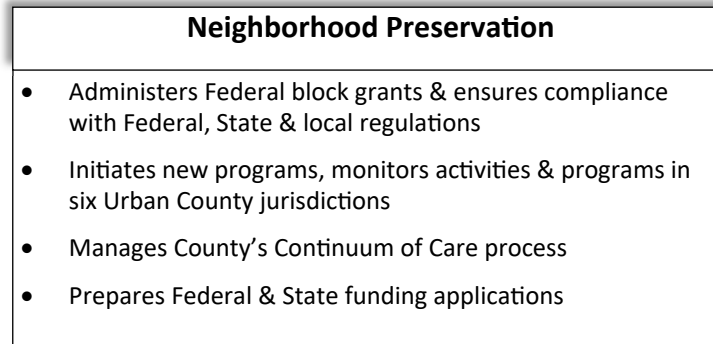 Neighborhood Preservation
• Administers Federal block grants & ensures compliance
with Federal, State & local regulations
• Initiates new programs, monitors activities & programs in
six Urban County jurisdictions
• Manages County’s Continuum of Care process
• Prepares Federal & State funding applications